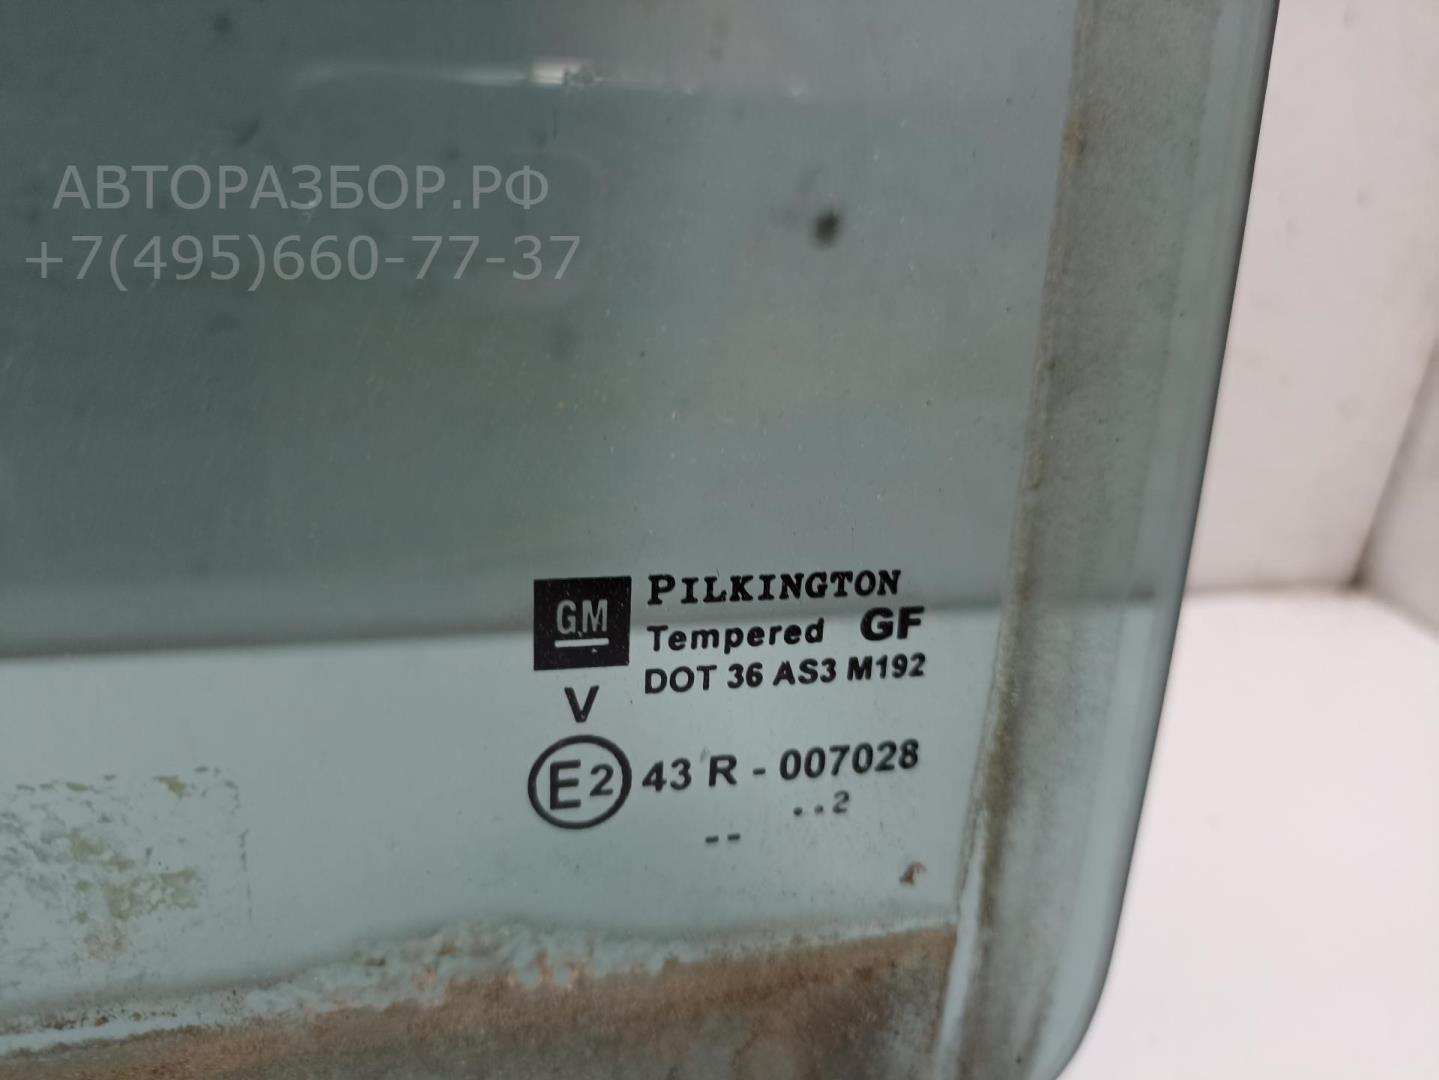 АВТОРАЗБОР.РФ
+7(495)660-77-37
GM
PILKINGTON
Tempered GF
DOT 36 AS3 M192
V
E2 43 R - 007028
..2
--